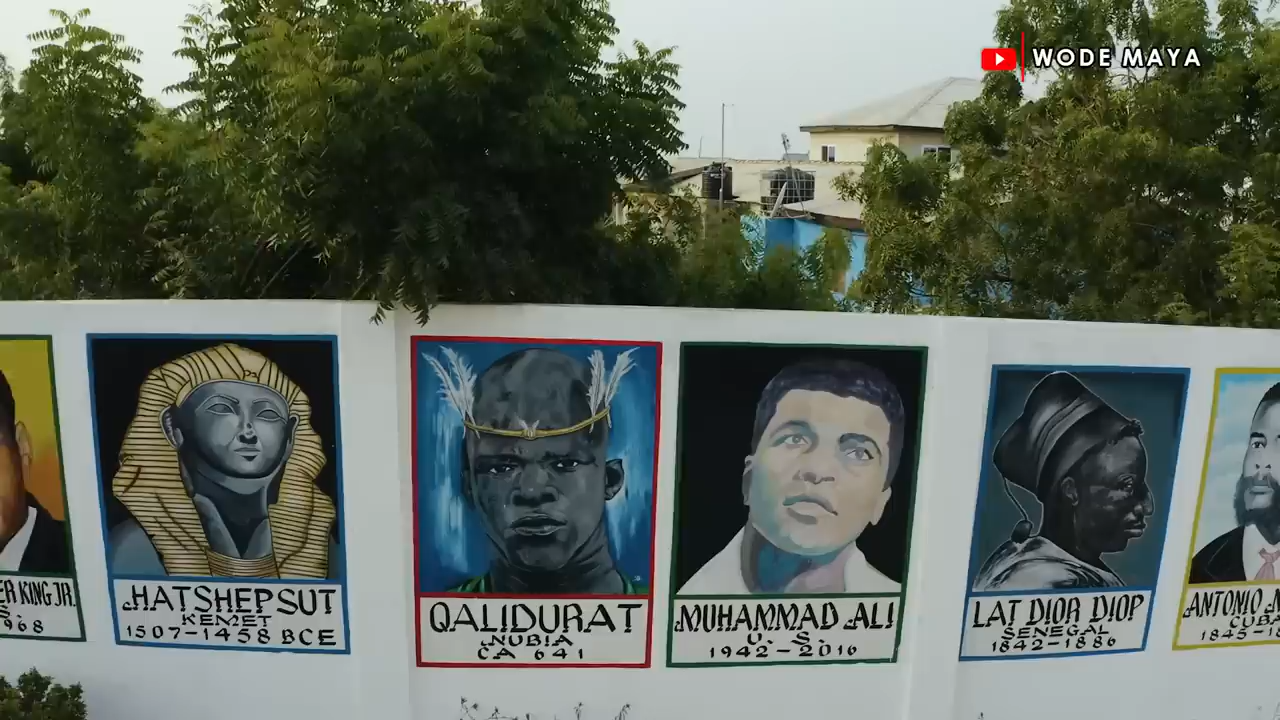 WODE MAYA
ER KING JR.
S.
968
HATSHEPSUT
KEMET
1507-1458 BCE
QALIDURAT
NUBIA
CA 641
MUHAMMAD ALI
U. S.
1942-2016
LAT DIOR DIOP
SENEGAL
1842-1886
ANTONIO
CUBA
1845-1